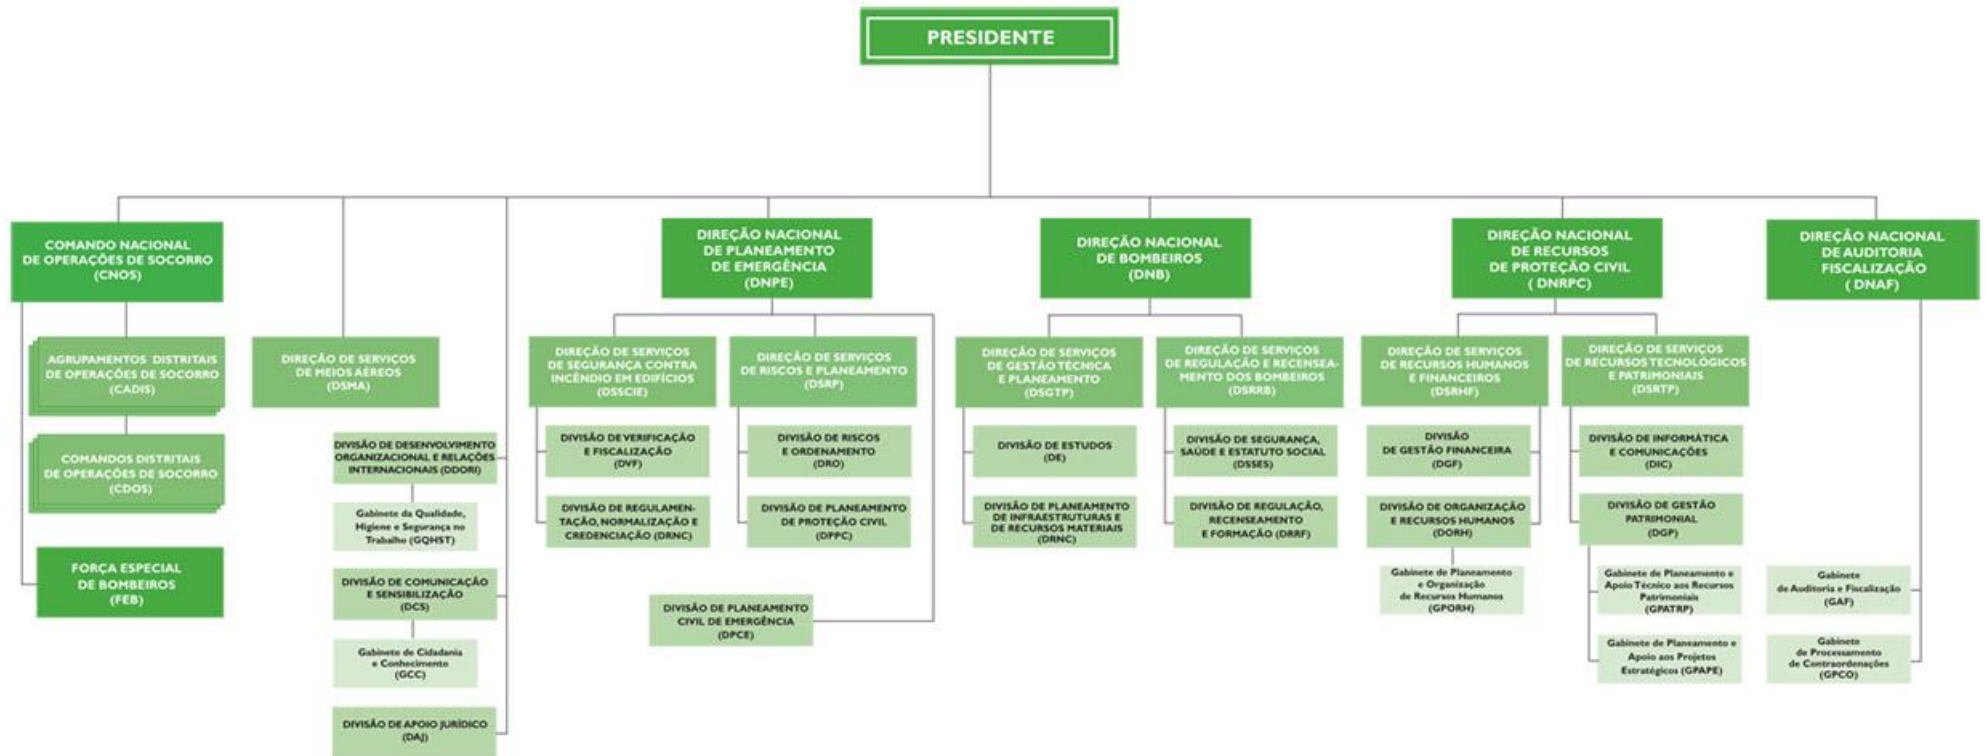 PRESIDENTE
COMANDO NACIONAL
DE OPERAÇÕES DE SOCORRO
(CNOS)
AGRUPAMENTOS DISTRITAIS
DE OPERAÇÕES DE SOCORRO
(CADIS)
COMANDOS DISTRITAIS
DE OPERAÇÕES DE SOCORRO
(CDOS)
FORÇA ESPECIAL
DE BOMBEIROS
(FEB)
DIREÇÃO DE SERVIÇOS
DE MEIOS AÉREOS
(DSMA)
DIVISÃO DE DESENVOLVIMENTO
ORGANIZACIONAL E RELAÇÕES
INTERNACIONAIS (DDORI)
Gabinete da Qualidade,
Higiene e Segurança no
Trabalho (GQHST)
DIVISÃO DE COMUNICAÇÃO
E SENSIBILIZAÇÃO
(DCS)
Gabinete de Cidadania
e Conhecimento
(GCC)
DIVISÃO DE APOIO JURÍDICO
(DAJ)
DIREÇÃO NACIONAL
DE PLANEAMENTO
DE EMERGÊNCIA
(DNPE)
DIREÇÃO DE SERVIÇOS
DE SEGURANÇA CONTRA
INCÊNDIO EM EDIFÍCIOS
(DSSCIE)
DIVISÃO DE VERIFICAÇÃO
E FISCALIZAÇÃO
(DVF)
DIVISÃO DE REGULAMEN-
TAÇÃO, NORMALIZAÇÃO E
CREDENCIAÇÃO (DRNC)
DIREÇÃO DE SERVIÇOS
DE RISCOS E PLANEAMENTO
(DSRP)
DIVISÃO DE RISCOS
E ORDENAMENTO
(DRO)
DIVISÃO DE PLANEAMENTO
DE PROTEÇÃO CIVIL
(DPPC)
DIVISÃO DE PLANEAMENTO
CIVIL DE EMERGÊNCIA
(DPCE)
DIREÇÃO NACIONAL
DE BOMBEIROS
(DNB)
DIREÇÃO DE SERVIÇOS
DE GESTÃO TÉCNICA
E PLANEAMENTO
(DSGTP)
DIVISÃO DE ESTUDOS
(DE)
DIVISÃO DE PLANEAMENTO
DE INFRAESTRUTURAS E
DE RECURSOS MATERIAIS
(DRNC)
DIREÇÃO DE SERVIÇOS
DE REGULAÇÃO E RECENSEA-
MENTO DOS BOMBEIROS
(DSRRB)
DIVISÃO DE SEGURANÇA,
SAÚDE E ESTATUTO SOCIAL
(DSSES)
DIVISÃO DE REGULAÇÃO,
RECENSEAMENTO
E FORMAÇÃO (DRRF)
DIREÇÃO NACIONAL
DE RECURSOS
DE PROTEÇÃO CIVIL
( DNRPC)
DIREÇÃO DE SERVIÇOS
DE RECURSOS HUMANOS
E FINANCEIROS
(DSRHF)
DIVISÃO
DE GESTÃO FINANCEIRA
(DGF)
DIVISÃO DE ORGANIZAÇÃO
E RECURSOS HUMANOS
(DORH)
Gabinete de Planeamento
e Organização
de Recursos Humanos
(GPORH)
DIREÇÃO DE SERVIÇOS
DE RECURSOS TECNOLÓGICOS
E PATRIMONIAIS
(DSRTP)
DIVISÃO DE INFORMÁTICA
E COMUNICAÇÕES
(DIC)
DIVISÃO DE GESTÃO
PATRIMONIAL
(DGP)
Gabinete de Planeamento e
Apoio Técnico aos Recursos
Patrimoniais
(GPATRP)
Gabinete de Planeamento e
Apoio aos Projetos
Estratégicos (GPAPE)
DIREÇÃO NACIONAL
DE AUDITORIA
FISCALIZAÇÃO
( DNAF)
Gabinete
de Auditoria e Fiscalização
(GAF)
Gabinete
de Processamento
de Contraordenações
(GPCO)